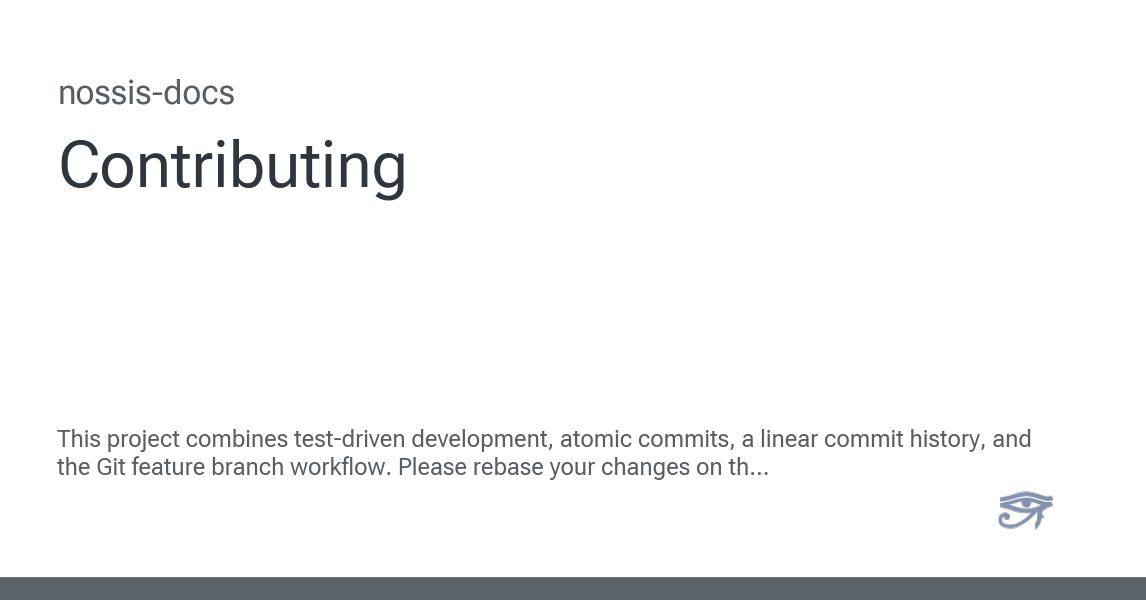 nossis-docs
Contributing
This project combines test-driven development, atomic commits, a linear commit history, and
the Git feature branch workflow. Please rebase your changes on th...